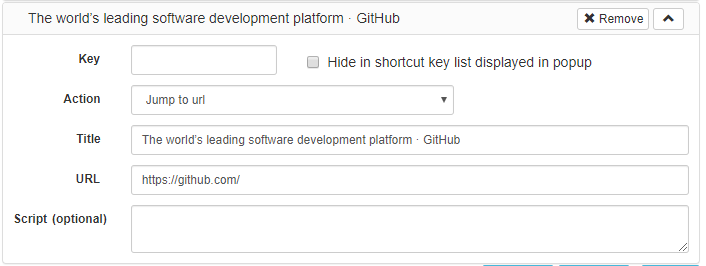 The world's leading software development platform · GitHub
Remove
Key
Hide in shortcut key list displayed in popup
Action
Jump to url
Title
The world's leading software development platform · GitHub
URL
https://github.com/
Script (optional)